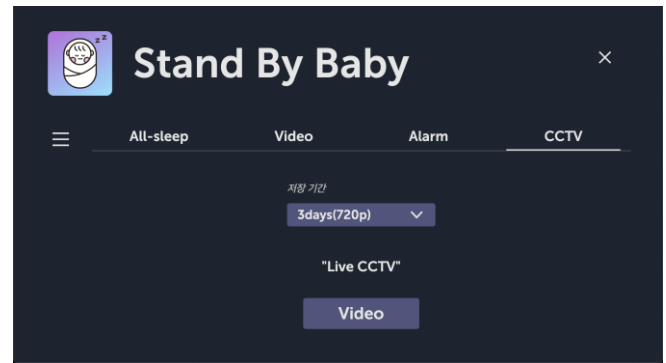 z z
Stand By Baby
All-sleep Video Alarm CCTV
저장 기간
3days(720p)
"Live CCTV"
Video